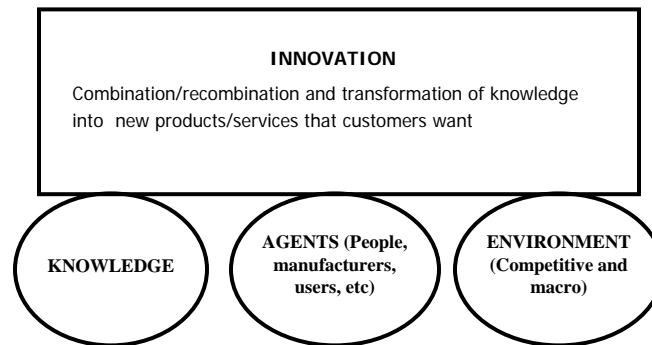 INNOVATION
Combination/recombination and transformation of knowledge
into new products/services that customers want
KNOWLEDGE
AGENTS (People,
manufacturers,
users, etc)
ENVIRONMENT
(Competitive and
macro)